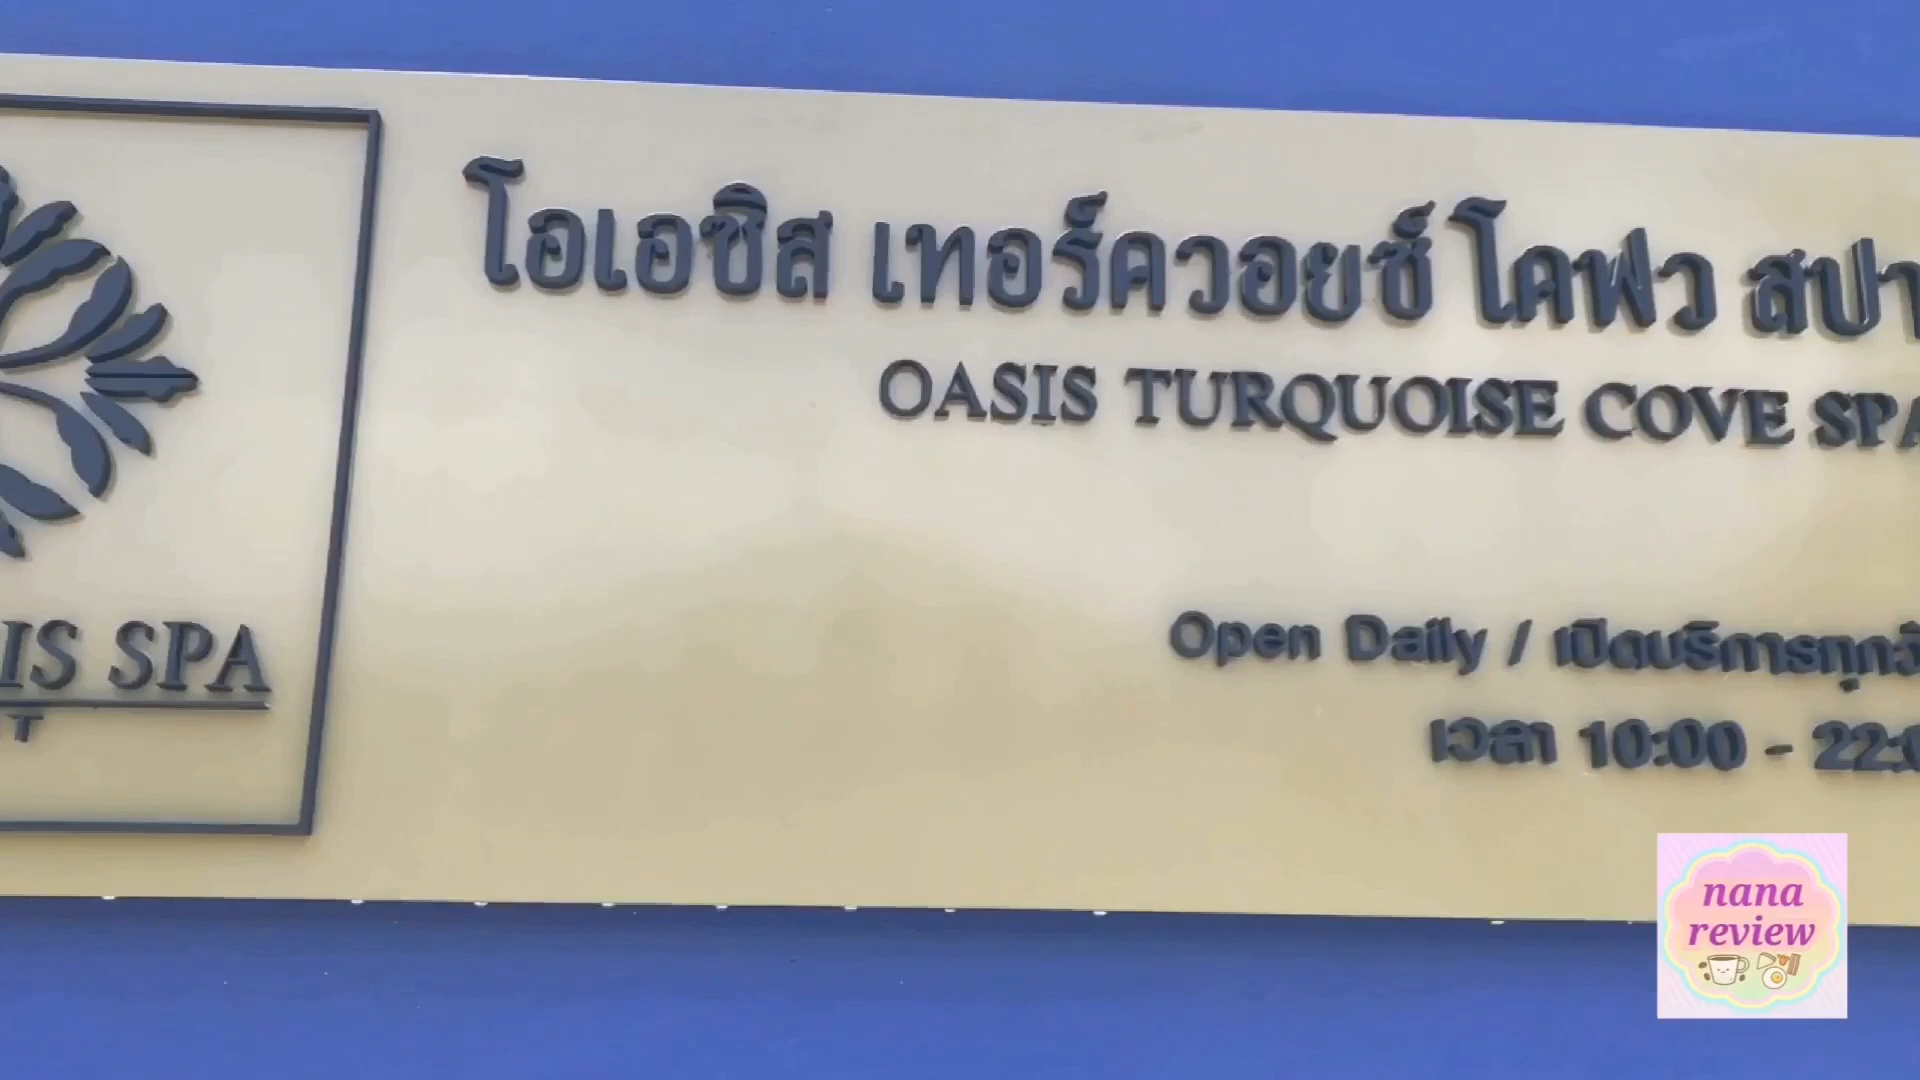 โอเอซิส เทอร์ควอยซ์ โคฟว สปา
OASIS TURQUOISE COVE SPA
IS SPA
T
Open Daily / เปิดบริการทุกวั
เวลา 10:00 - 22:0
nana
review